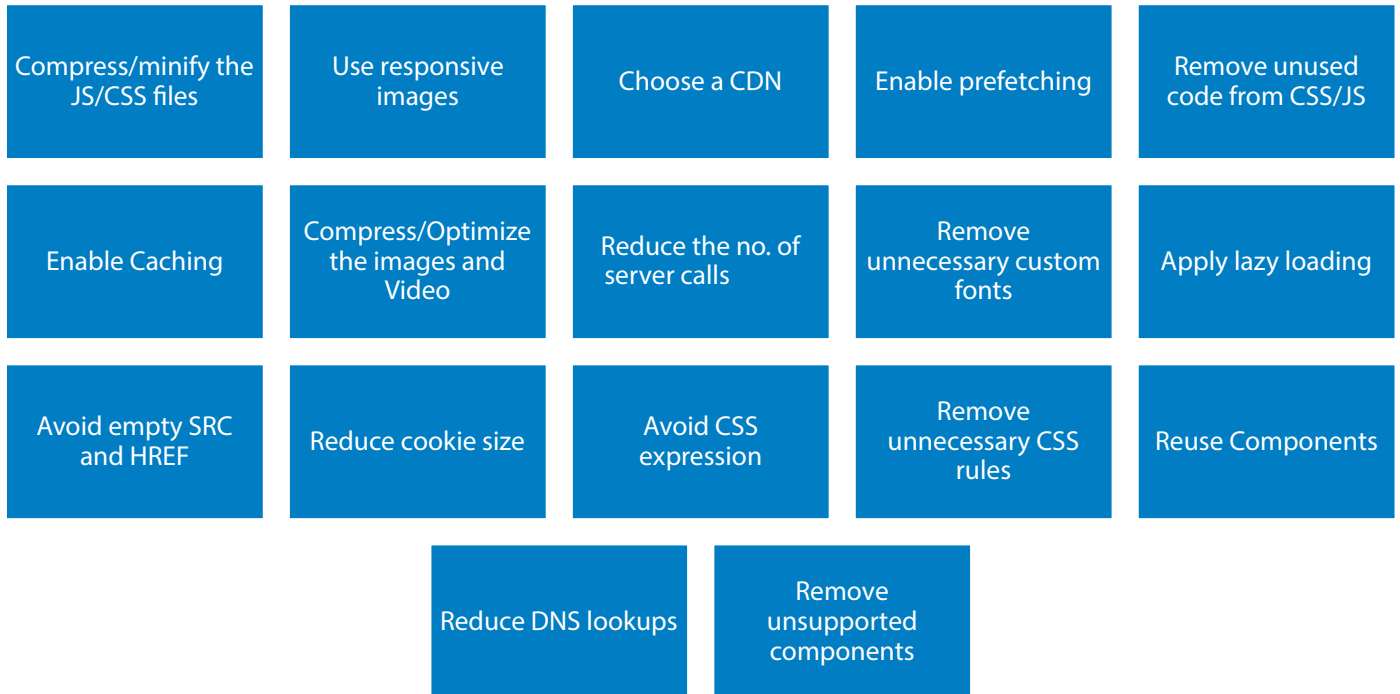 Compress/minify the
JS/CSS files
Use responsive
images
Choose a CDN
Enable prefetching
Remove unused
code from CSS/JS
Enable Caching
Compress/Optimize
the images and
Video
Reduce the no. of
server calls
Remove
unnecessary custom
fonts
Apply lazy loading
Avoid empty SRC
and HREF
Reduce cookie size
Avoid CSS
expression
Remove
unnecessary CSS
rules
Reuse Components
Reduce DNS lookups
Remove
unsupported
components